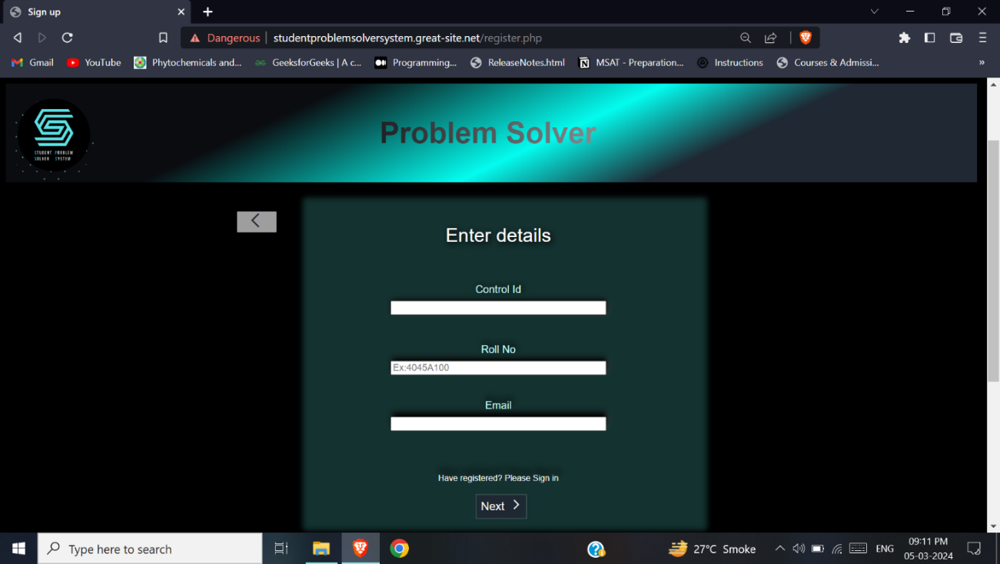 Sign up
Dangerous studentproblemsolversystem.great-site.net/register.php
Gmail YouTube Phytochemicals and... GeeksforGeeks | A c... Programming... ReleaseNotes.html MSAT - Preparation... Instructions Courses & Admissi... »
STUDENT PROBLEM
SOLVER SYSTEM
Problem Solver
Enter details
Control Id
Roll No
Ex:4045A100
Email
Have registered? Please Sign in
Next
Type here to search
27°C Smoke
ENG
09:11 PM
05-03-2024